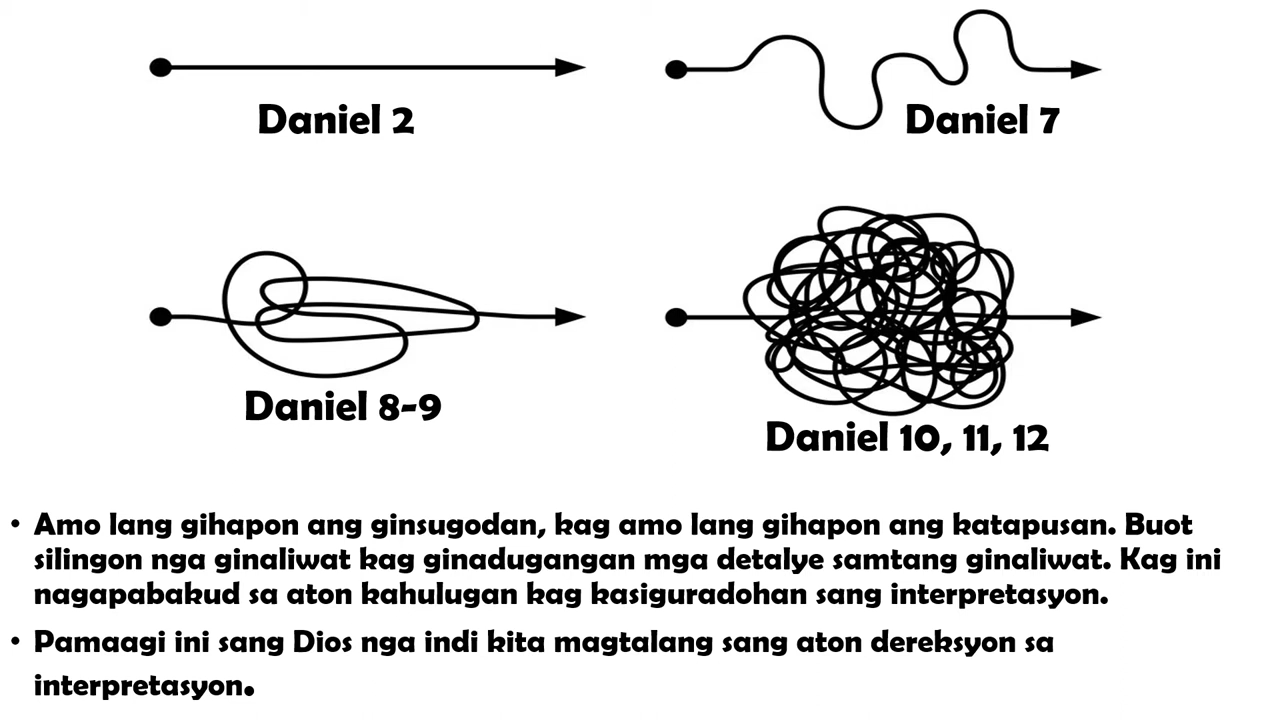 Daniel 2
Daniel 7
Daniel 8-9
Daniel 10, 11, 12
• Amo lang gihapon ang ginsugodan, kag amo lang gihapon ang katapusan. Buot
silingon nga ginaliwat kag ginadugangan mga detalye samtang ginaliwat. Kag ini
nagapabakud sa aton kahulugan kag kasiguradohan sang interpretasyon.
• Pamaagi ini sang Dios nga indi kita magtalang sang aton dereksyon sa
interpretasyon.